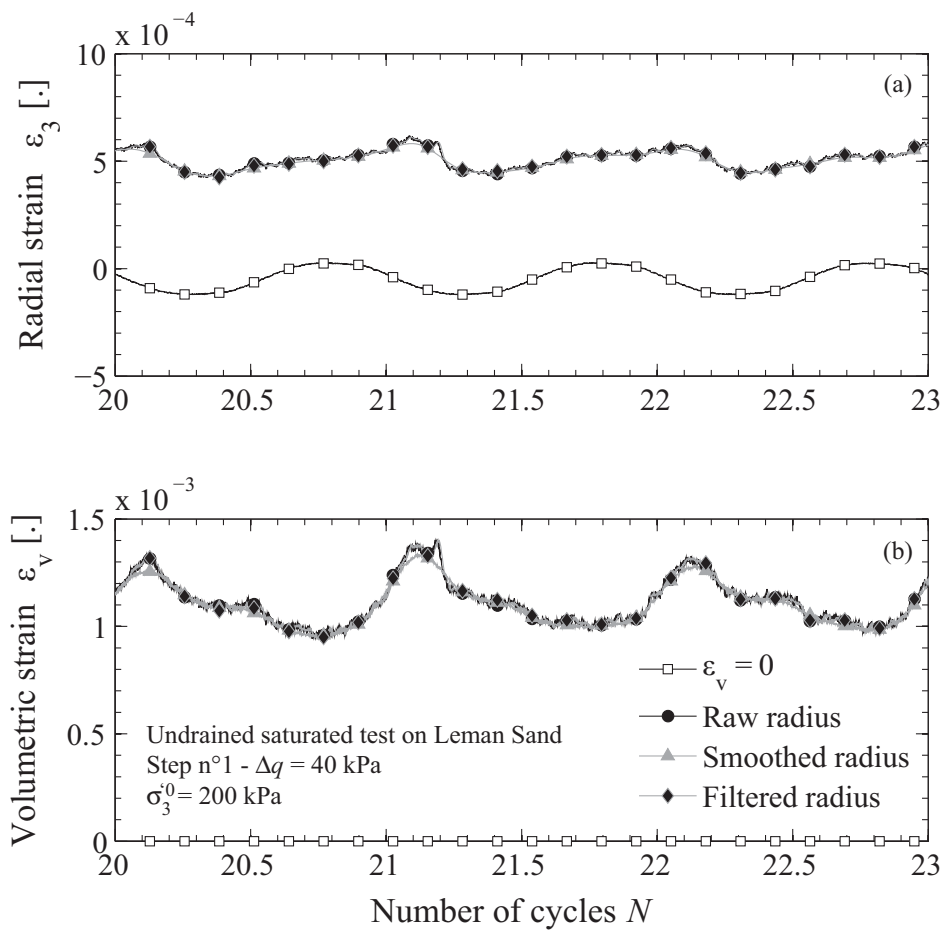 x 10⁻⁴
10
(a)
5
0
−5
Radial strain ε₃ [.]
20 20.5 21 21.5 22 22.5 23
x 10⁻³
1.5
(b)
1
0.5
0
Volumetric strain εᵥ [.]
εᵥ = 0
Raw radius
Smoothed radius
Filtered radius
Undrained saturated test on Leman Sand
Step n°1 - Δq = 40 kPa
σ₃'⁰ = 200 kPa
20 20.5 21 21.5 22 22.5 23
Number of cycles N